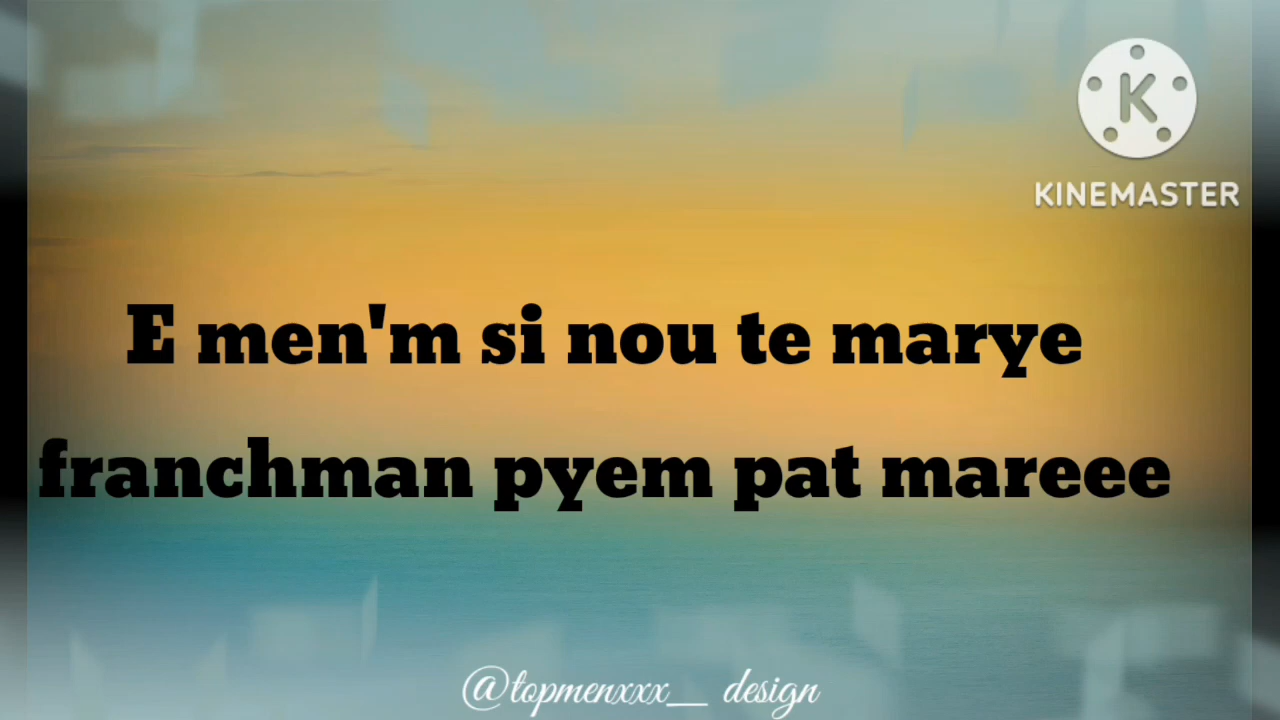 K
KINEMASTER
E men'm si nou te marye
franchman pyem pat mareee
@topmenxxx__ design